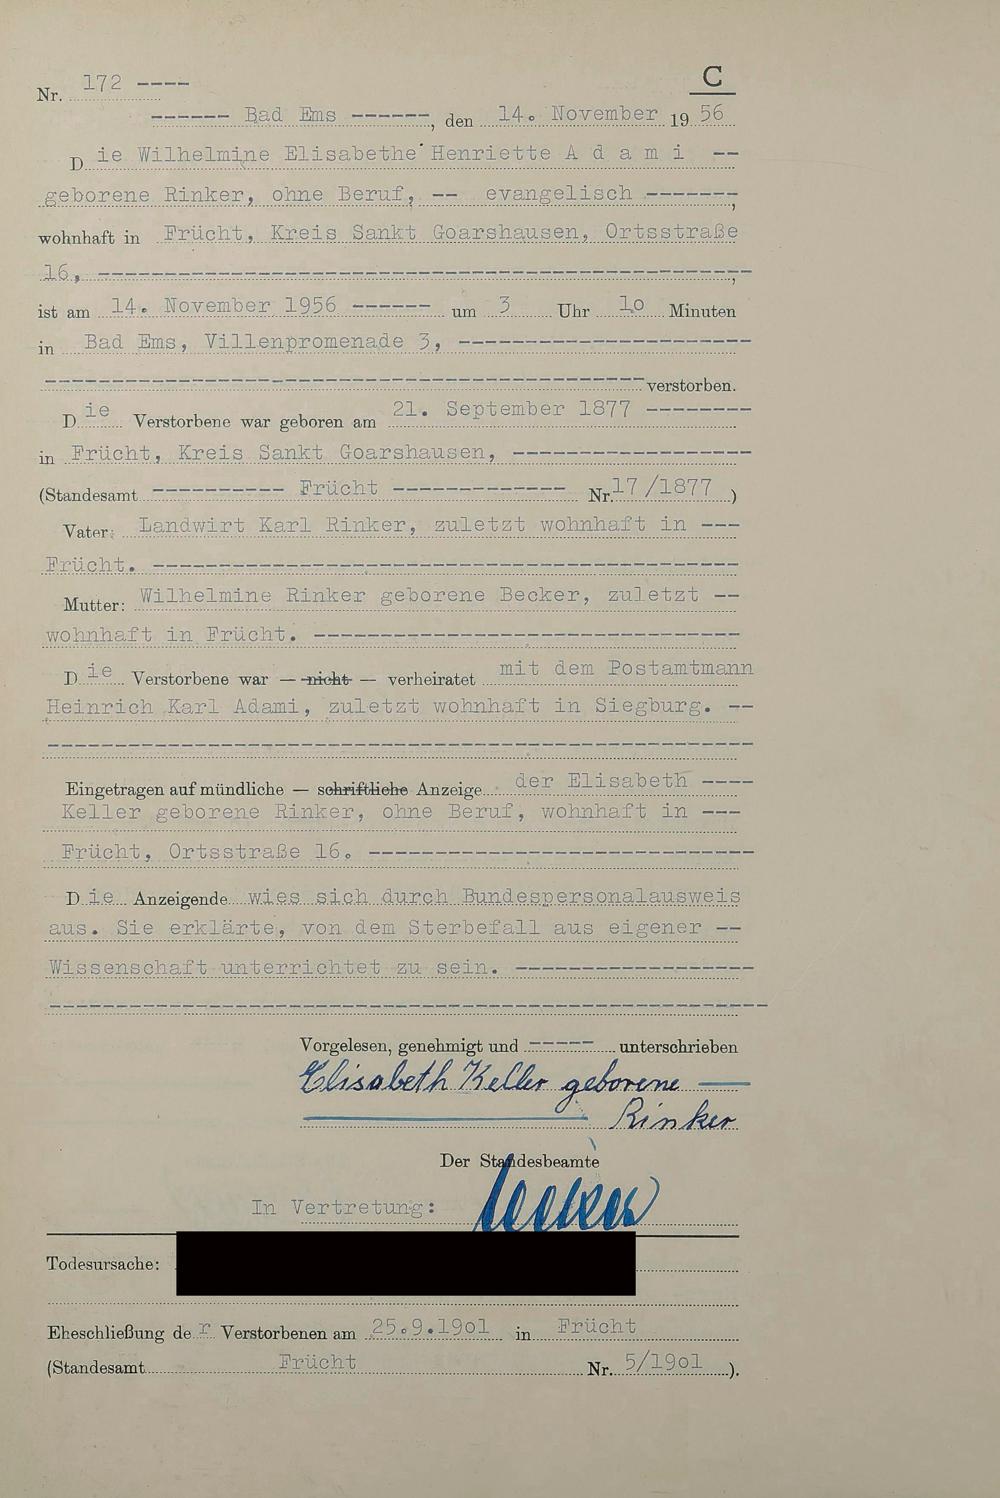 C
Nr. 172 ----
------ Bad Ems ------, den 14. November 1956
Die Wilhelmine Elisabethe Henriette A d a m i --
geborene Rinker, ohne Beruf, -- evangelisch -------,
wohnhaft in Frücht, Kreis Sankt Goarshausen, Ortsstraße
16, --------------------------------------------------,
ist am 14. November 1956 ------ um 3 Uhr 1o Minuten
in Bad Ems, Villenpromenade 3, ----------------------
--------------------------------------------- verstorben.
Die Verstorbene war geboren am 21. September 1877 --------
in Frücht, Kreis Sankt Goarshausen, ------------------
(Standesamt ---------- Frücht ------------- Nr. 17/1877)
Vater: Landwirt Karl Rinker, zuletzt wohnhaft in ---
Frücht. --------------------------------------------
Mutter: Wilhelmine Rinker geborene Becker, zuletzt --
wohnhaft in Frücht. --------------------------------
Die Verstorbene war — nicht — verheiratet mit dem Postamtmann
Heinrich Karl Adami, zuletzt wohnhaft in Siegburg. --
-----------------------------------------------------
Eingetragen auf mündliche — schriftliche Anzeige der Elisabeth ----
Keller geborene Rinker, ohne Beruf, wohnhaft in ---
Frücht, Ortsstraße 16. -----------------------------
Die Anzeigende wies sich durch Bundespersonalausweis
aus. Sie erklärte, von dem Sterbefall aus eigener --
Wissenschaft unterrichtet zu sein. ------------------
------------------------------------------------------
Vorgelesen, genehmigt und ----- unterschrieben
Elisabeth Keller geborene —
— Rinker
Der Standesbeamte
In Vertretung:
Todesursache:
Eheschließung der Verstorbenen am 25.9.19o1 in Frücht
(Standesamt Frücht Nr. 5/19o1).